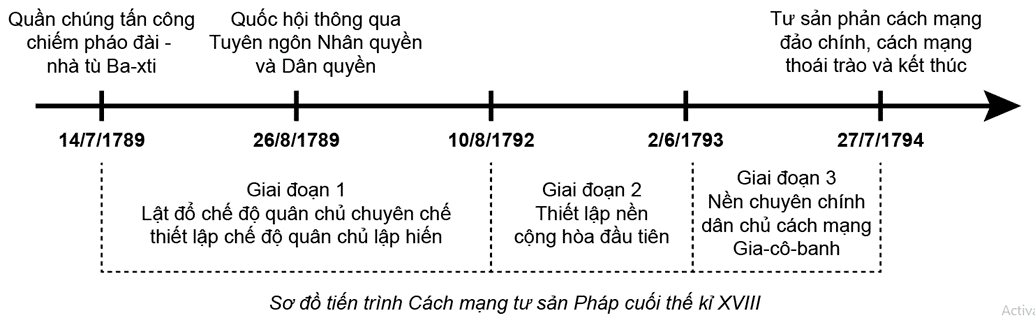 Quần chúng tấn công
chiếm pháo đài -
nhà tù Ba-xti
Quốc hội thông qua
Tuyên ngôn Nhân quyền
và Dân quyền
Tư sản phản cách mạng
đảo chính, cách mạng
thoái trào và kết thúc
14/7/1789
26/8/1789
10/8/1792
2/6/1793
27/7/1794
Giai đoạn 1
Lật đổ chế độ quân chủ chuyên chế
thiết lập chế độ quân chủ lập hiến
Giai đoạn 2
Thiết lập nền
cộng hòa đầu tiên
Giai đoạn 3
Nền chuyên chính
dân chủ cách mạng
Gia-cô-banh
Sơ đồ tiến trình Cách mạng tư sản Pháp cuối thế kỉ XVIII
Activa